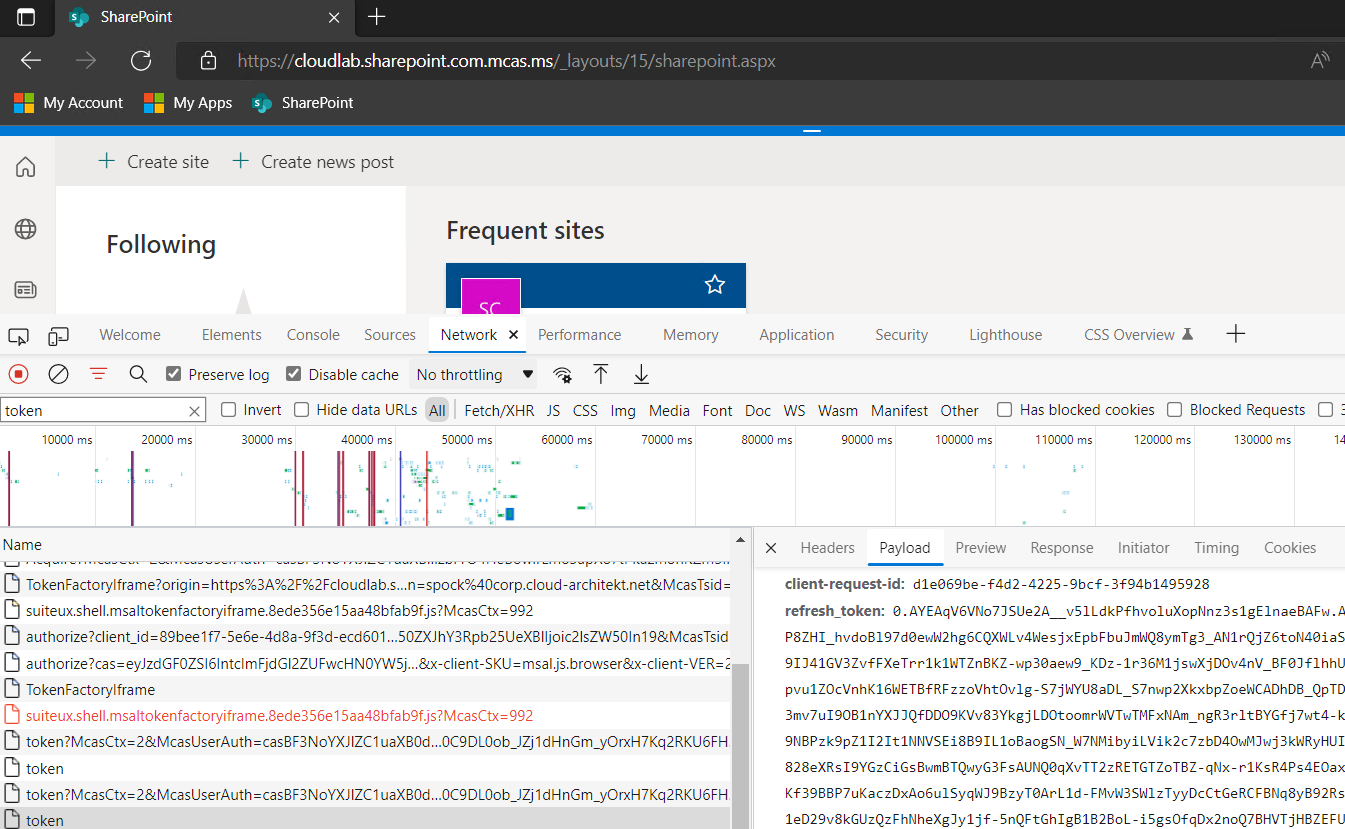 SharePoint
https://cloudlab.sharepoint.com.mcas.ms/_layouts/15/sharepoint.aspx
My Account My Apps SharePoint
Create site Create news post
Following
Frequent sites
SC
Welcome Elements Console Sources Network Performance Memory Application Security Lighthouse CSS Overview
Preserve log Disable cache No throttling
token Invert Hide data URLs All Fetch/XHR JS CSS Img Media Font Doc WS Wasm Manifest Other Has blocked cookies Blocked Requests 3
10000 ms 20000 ms 30000 ms 40000 ms 50000 ms 60000 ms 70000 ms 80000 ms 90000 ms 100000 ms 110000 ms 120000 ms 130000 ms 14
Name
Headers Payload Preview Response Initiator Timing Cookies
TokenFactoryIframe?origin=https%3A%2F%2Fcloudlab.s...n=spock%40corp.cloud-architekt.net&McasTsid=
suiteux.shell.msaltokenfactoryiframe.8ede356e15aa48bfab9f.js?McasCtx=992
authorize?client_id=89bee1f7-5e6e-4d8a-9f3d-ecd601...50ZXJhY3Rpb25UeXBlIjoic2lsZW50In19&McasTsid
authorize?cas=eyJzdGF0ZSI6IntcImFjdGl2ZUFwcHN0YW5j...&x-client-SKU=msal.js.browser&x-client-VER=2
TokenFactoryIframe
suiteux.shell.msaltokenfactoryiframe.8ede356e15aa48bfab9f.js?McasCtx=992
token?McasCtx=2&McasUserAuth=casBF3NoYXJlZC1uaXB0d...0C9DL0ob_JZj1dHnGm_yOrxH7Kq2RKU6FH.
token
token?McasCtx=2&McasUserAuth=casBF3NoYXJlZC1uaXB0d...0C9DL0ob_JZj1dHnGm_yOrxH7Kq2RKU6FH.
token
client-request-id: d1e069be-f4d2-4225-9bcf-3f94b1495928
refresh_token: 0.AYEAqV6VNo7JSUe2A__v5lLdkPfhvoluXopNnz3s1gElnaeBAFw.A
P8ZHI_hvdoBl97d0ewW2hg6CQXWLv4WesjxEpbFbuJmWQ8ymTg3_AN1rQjZ6toN40iaS
9IJ41GV3ZvfFXeTrr1k1WTZnBKZ-wp30aew9_KDz-1r36M1jswXjDOv4nV_BF0JflhhU
pvu1ZOcVnhK16WETBfRFzzoVhtOvlg-S7jWYU8aDL_S7nwp2XkxbpZoeWCADhDB_QpTD
3mv7uI9OB1nYXJJQfDDO9KVv83YkgjLDOtoomrWVTwTMFxNAm_ngR3rltBYGfj7wt4-k
9NBPzk9pZ1I2It1NNVSEi8B9IL1oBaogSN_W7NMibyiLVik2c7zbD4OwMJwj3kWRyHUI
828eXRsI9YGzCiGsBwmBTQwyG3FsAUNQ0qXvTT2zRETGTZoTBZ-qNx-r1KsR4Ps4EOax
Kf39BBP7uKaczDxAo6ulSyqWJ9BzyT0ArL1d-FMvW3SWlzTyyDcCtGeRCFBNq8yB92Rs
1eD29v8kGUzQzFhNheXgJy1jf-5nQFtGhIgB1B2BoL-i5gsOfqDx2noQ7BHVTjHBZEFU